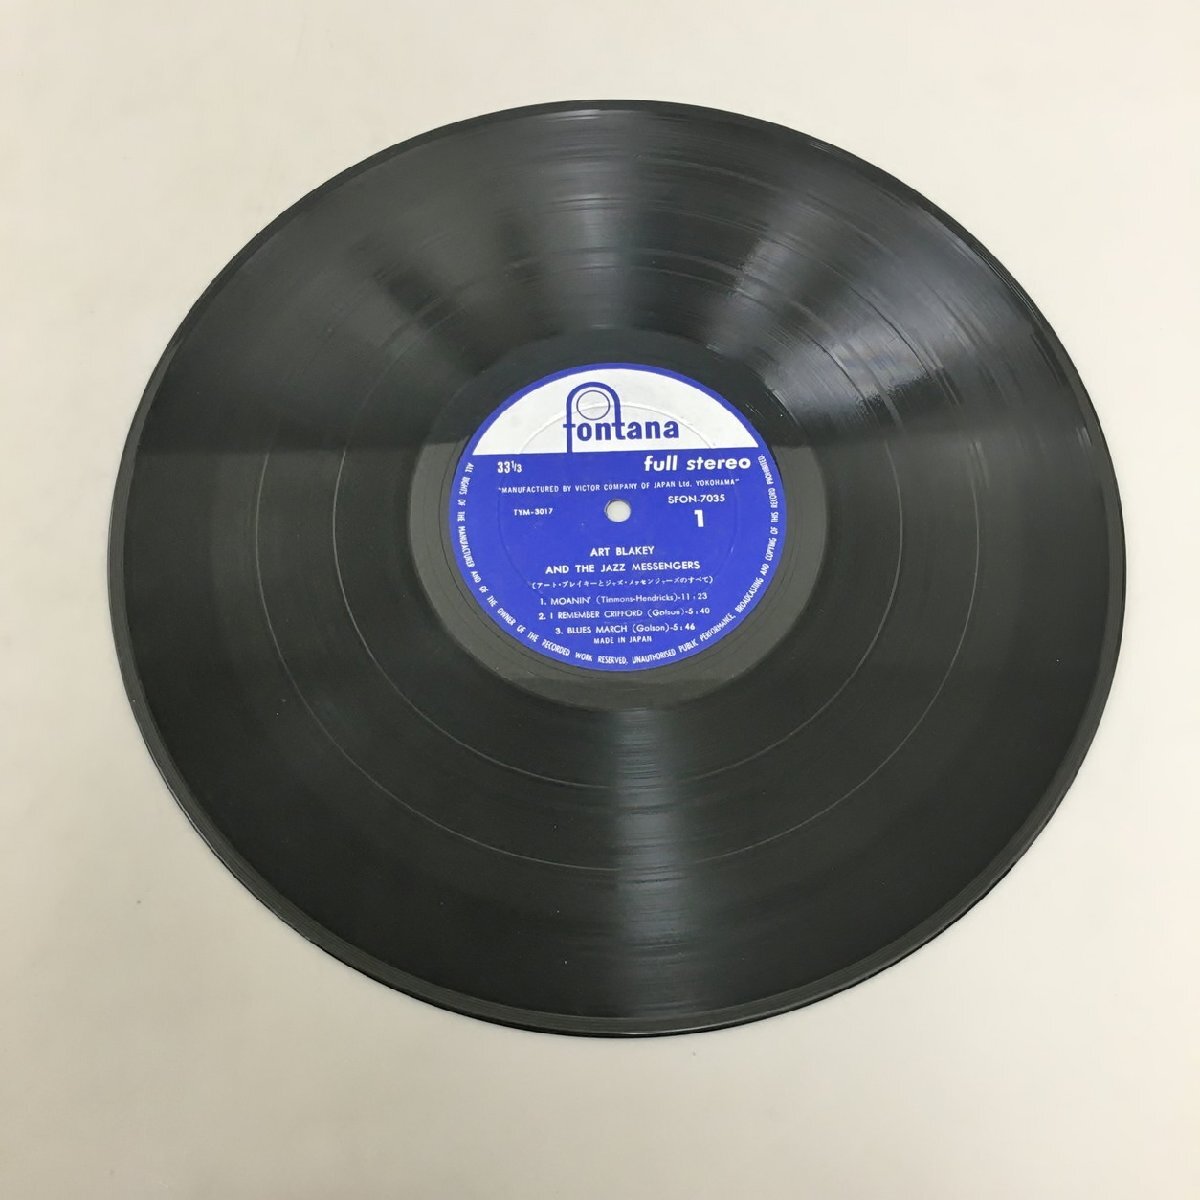 fontana
33 1/3
full stereo
"MANUFACTURED BY VICTOR COMPANY OF JAPAN Ltd. YOKOHAMA"
SFON-7035
TYM-3017
1
ART BLAKEY
AND THE JAZZ MESSENGERS
(アート・ブレイキーとジャズ・メッセンジャーズのすべて)
1. MOANIN' (Timmons-Hendricks)-11:23
2. I REMEMBER CRIFFORD (Golson)-5:40
3. BLUES MARCH (Golson)-5:46
MADE IN JAPAN
ALL RIGHTS OF THE MANUFACTURER AND OF THE OWNER OF THE RECORDED WORK RESERVED. UNAUTHORISED PUBLIC PERFORMANCE, BROADCASTING AND COPYING OF THIS RECORD PROHIBITED.